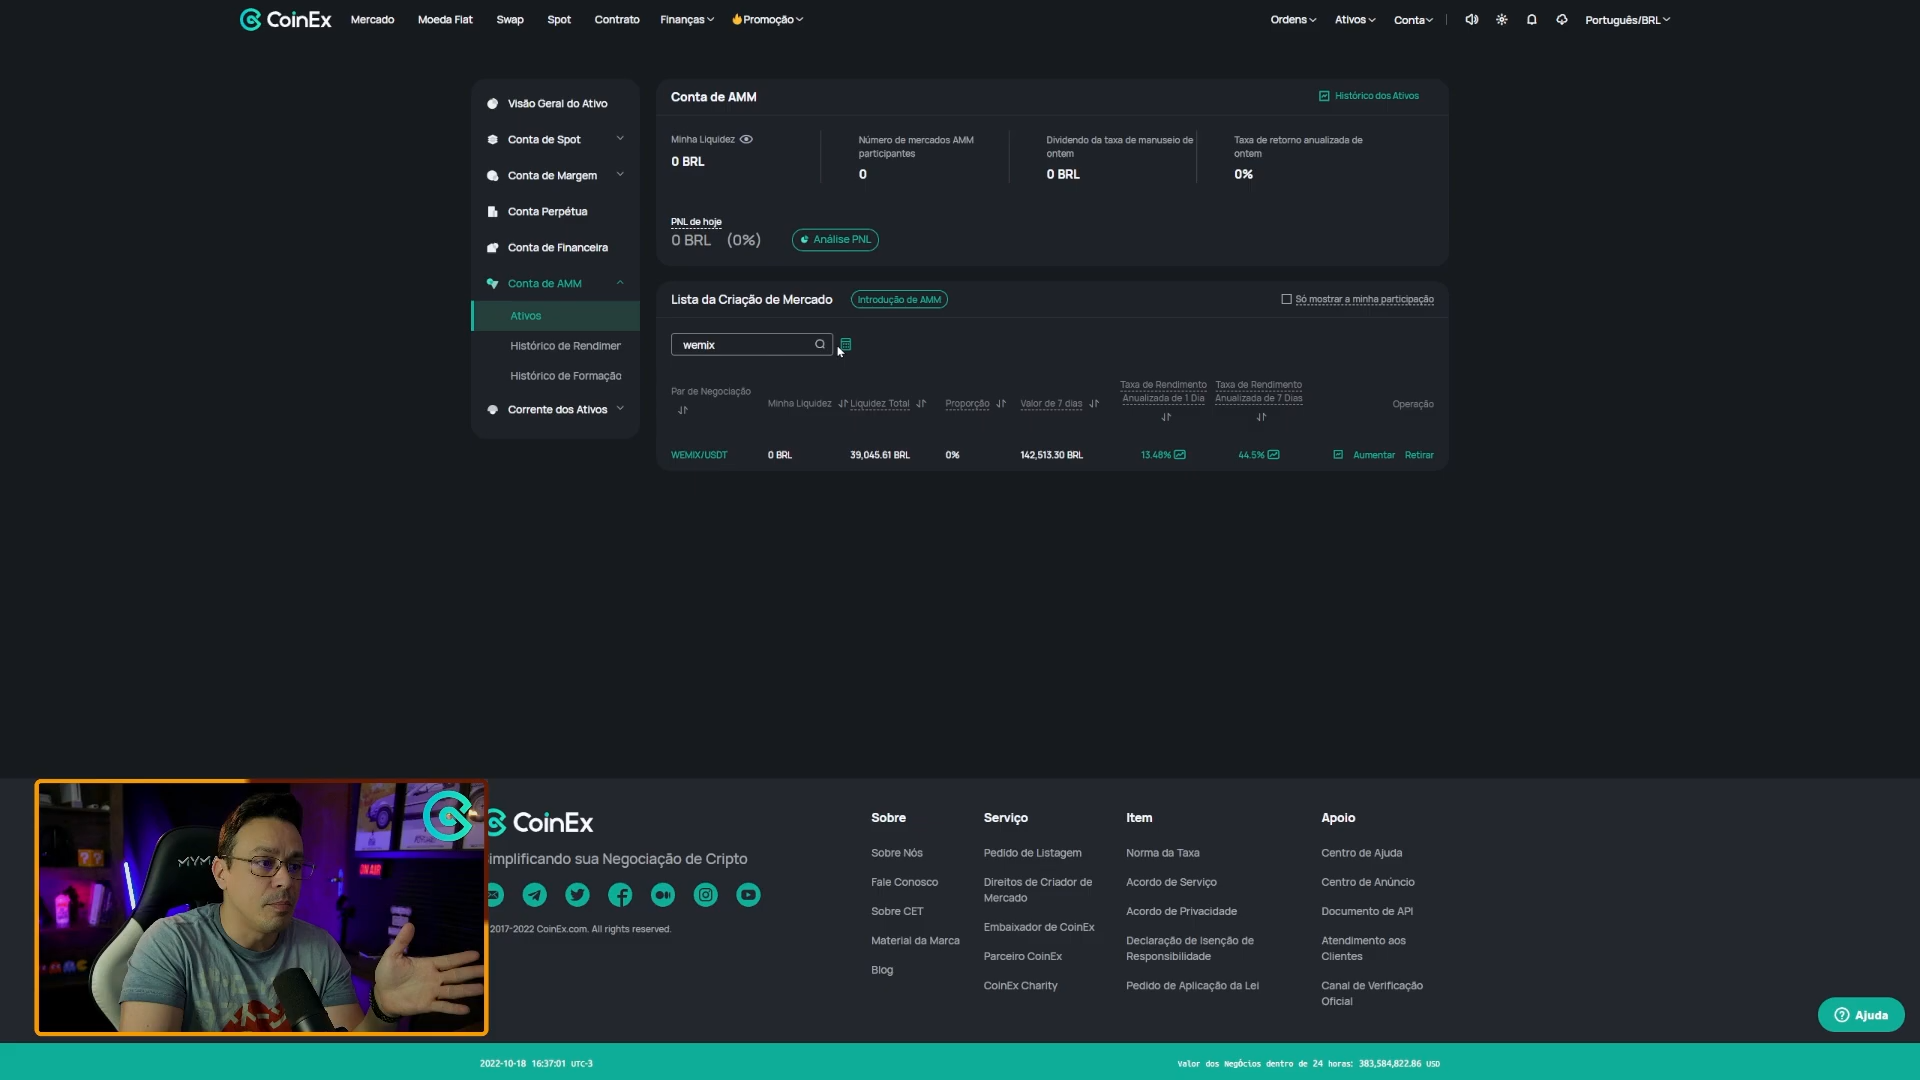 CoinEx Mercado Moeda Fiat Swap Spot Contrato Finanças Promoção Ordens Ativos Conta Português/BRL
Visão Geral do Ativo
Conta de Spot
Conta de Margem
Conta Perpétua
Conta de Financeira
Conta de AMM
Ativos
Histórico de Rendimen
Histórico de Formação
Corrente dos Ativos
Conta de AMM
Histórico dos Ativos
Minha Liquidez
0 BRL
Número de mercados AMM
participantes
0
Dividendo da taxa de manuseio de
ontem
0 BRL
Taxa de retorno anualizada de
ontem
0%
PNL de hoje
0 BRL (0%)
Análise PNL
Lista da Criação de Mercado
Introdução de AMM
Só mostrar a minha participação
wemix
Par de Negociação
Minha Liquidez
Liquidez Total
Proporção
Valor de 7 dias
Taxa de Rendimento
Anualizada de 1 Dia
Taxa de Rendimento
Anualizada de 7 Dias
Operação
WEMIX/USDT 0 BRL 39,045.61 BRL 0% 142,513.30 BRL 13.48% 44.5% Aumentar Retirar
ON AIR
CoinEx
implificando sua Negociação de Cripto
2017-2022 CoinEx.com. All rights reserved.
Sobre
Sobre Nós
Fale Conosco
Sobre CET
Material da Marca
Blog
Serviço
Pedido de Listagem
Direitos de Criador de
Mercado
Embaixador de CoinEx
Parceiro CoinEx
CoinEx Charity
Item
Norma da Taxa
Acordo de Serviço
Acordo de Privacidade
Declaração de Isenção de
Responsibilidade
Pedido de Aplicação da Lei
Apoio
Centro de Ajuda
Centro de Anúncio
Documento de API
Atendimento aos
Clientes
Canal de Verificação
Oficial
Ajuda
2022-10-18 16:37:01 UTC-3
Valor dos Negócios dentro de 24 horas: 383,584,822.86 USD